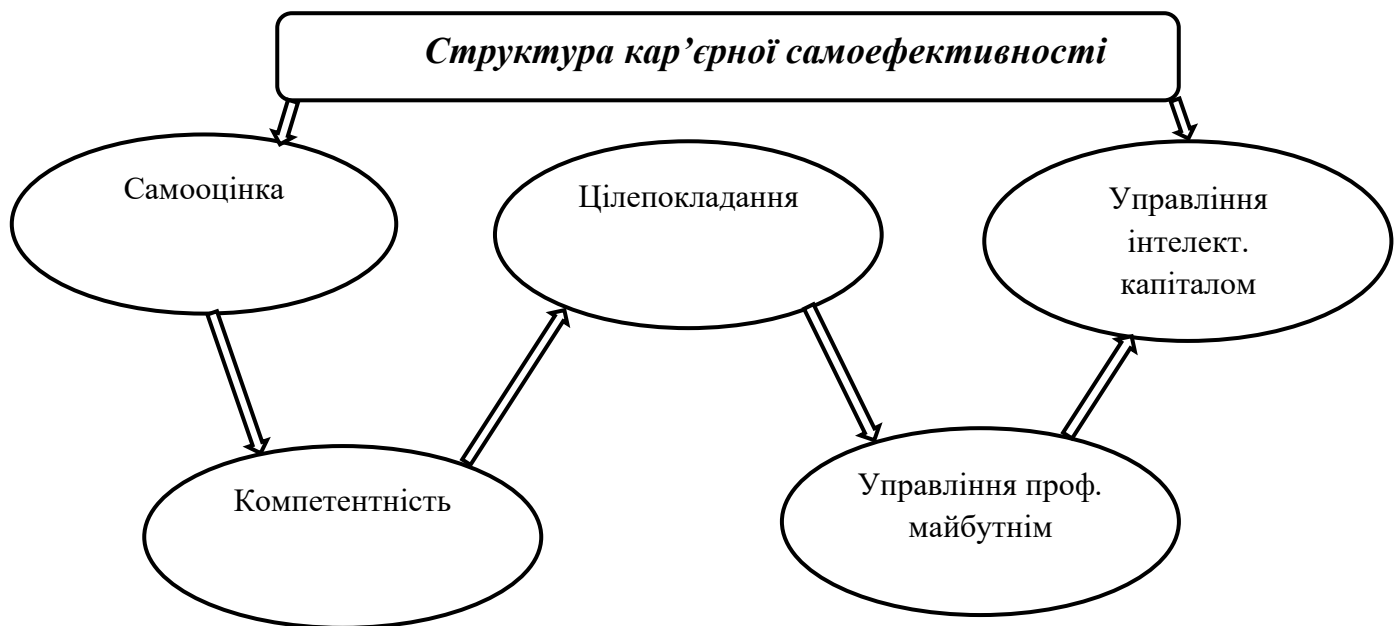 Структура кар’єрної самоефективності
Самооцінка
Цілепокладання
Управління
інтелект.
капіталом
Компетентність
Управління проф.
майбутнім